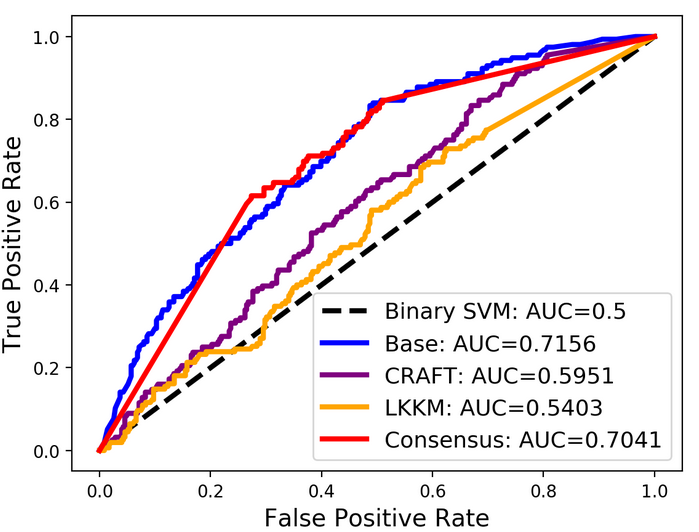 1.0
0.8
0.6
0.4
0.2
0.0
True Positive Rate
Binary SVM: AUC=0.5
Base: AUC=0.7156
CRAFT: AUC=0.5951
LKKM: AUC=0.5403
Consensus: AUC=0.7041
0.0 0.2 0.4 0.6 0.8 1.0
False Positive Rate